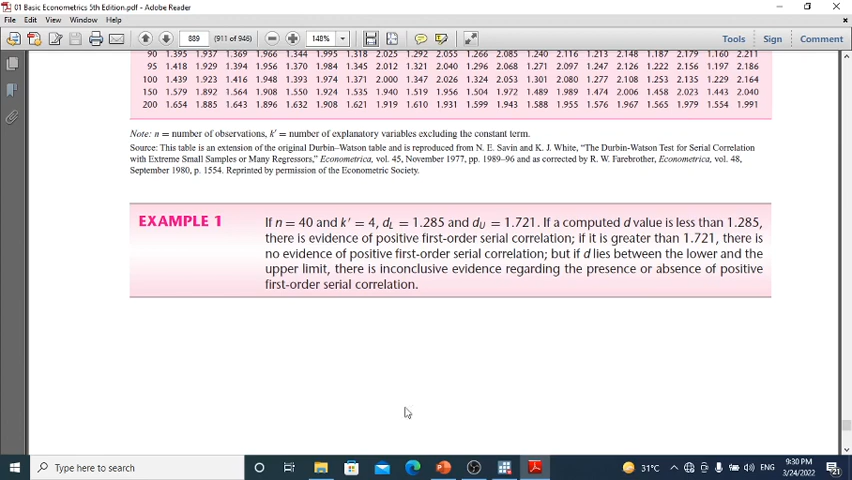 01 Basic Econometrics 5th Edition.pdf - Adobe Reader
File Edit View Window Help
889 (911 of 946) 148% Tools Sign Comment
90 1.395 1.937 1.369 1.966 1.344 1.995 1.318 2.025 1.292 2.055 1.266 2.085 1.240 2.116 1.213 2.148 1.187 2.179 1.160 2.211
95 1.418 1.929 1.394 1.956 1.370 1.984 1.345 2.012 1.321 2.040 1.296 2.068 1.271 2.097 1.247 2.126 1.222 2.156 1.197 2.186
100 1.439 1.923 1.416 1.948 1.393 1.974 1.371 2.000 1.347 2.026 1.324 2.053 1.301 2.080 1.277 2.108 1.253 2.135 1.229 2.164
150 1.579 1.892 1.564 1.908 1.550 1.924 1.535 1.940 1.519 1.956 1.504 1.972 1.489 1.989 1.474 2.006 1.458 2.023 1.443 2.040
200 1.654 1.885 1.643 1.896 1.632 1.908 1.621 1.919 1.610 1.931 1.599 1.943 1.588 1.955 1.576 1.967 1.565 1.979 1.554 1.991
Note: n = number of observations, k′ = number of explanatory variables excluding the constant term.
Source: This table is an extension of the original Durbin–Watson table and is reproduced from N. E. Savin and K. J. White, “The Durbin-Watson Test for Serial Correlation
with Extreme Small Samples or Many Regressors,” Econometrica, vol. 45, November 1977, pp. 1989–96 and as corrected by R. W. Farebrother, Econometrica, vol. 48,
September 1980, p. 1554. Reprinted by permission of the Econometric Society.
EXAMPLE 1
If n = 40 and k′ = 4, dL = 1.285 and dU = 1.721. If a computed d value is less than 1.285,
there is evidence of positive first-order serial correlation; if it is greater than 1.721, there is
no evidence of positive first-order serial correlation; but if d lies between the lower and the
upper limit, there is inconclusive evidence regarding the presence or absence of positive
first-order serial correlation.
Type here to search
31°C
ENG
9:30 PM
3/24/2022
21